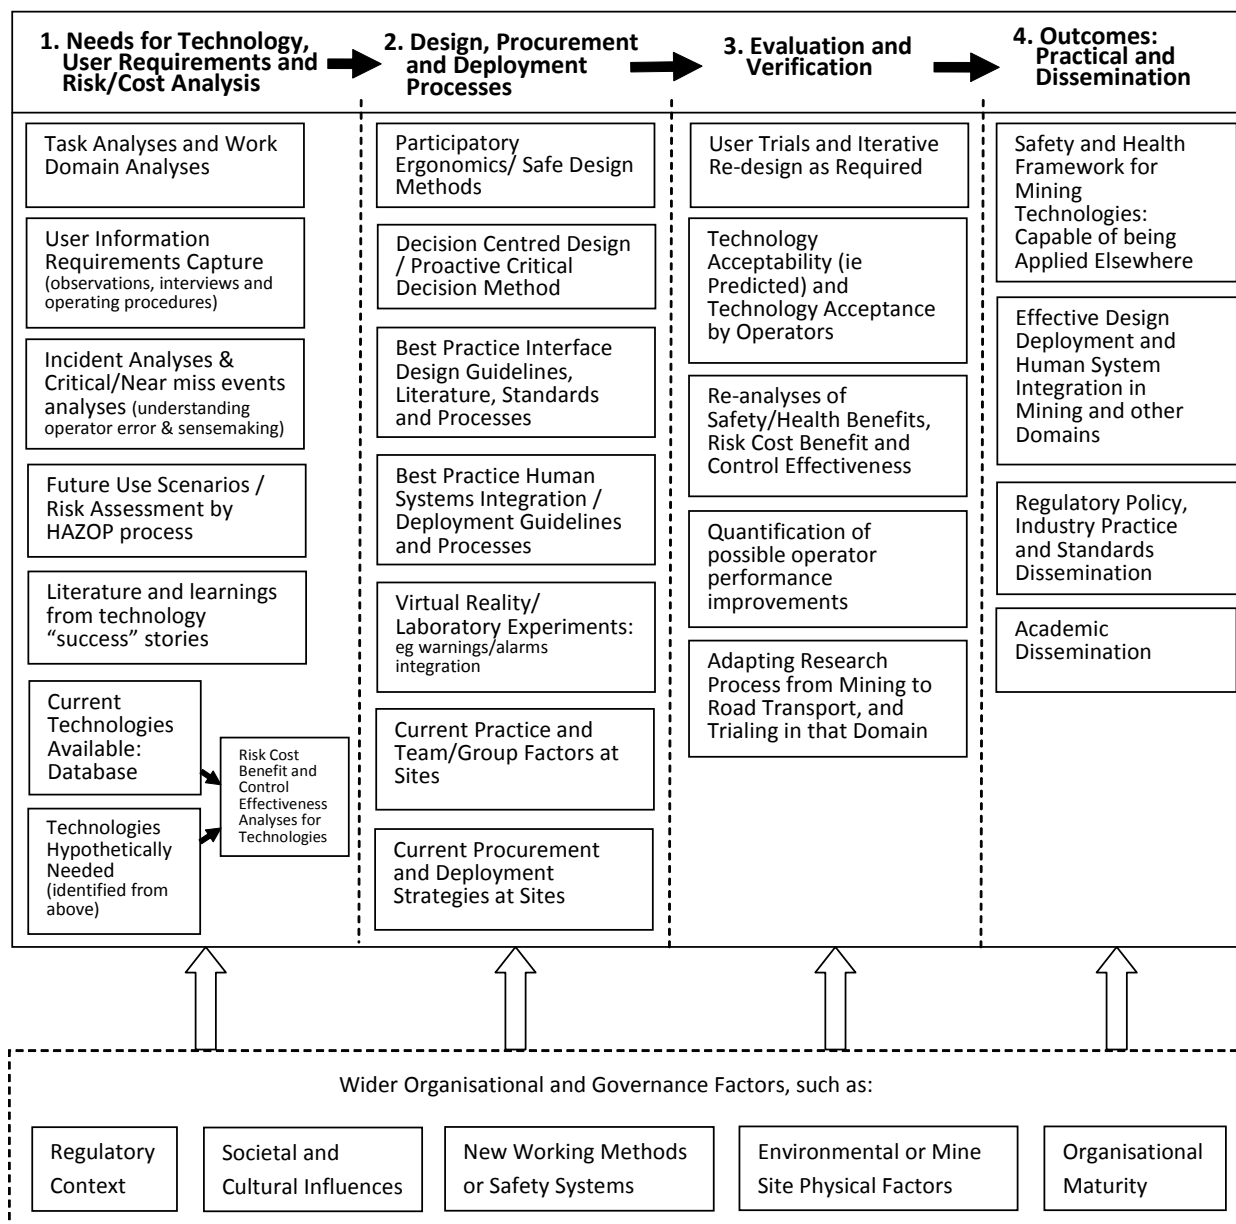 1. Needs for Technology,
User Requirements and
Risk/Cost Analysis
2. Design, Procurement
and Deployment
Processes
3. Evaluation and
Verification
4. Outcomes:
Practical and
Dissemination
Task Analyses and Work
Domain Analyses
User Information
Requirements Capture
(observations, interviews and
operating procedures)
Incident Analyses &
Critical/Near miss events
analyses (understanding
operator error & sensemaking)
Future Use Scenarios /
Risk Assessment by
HAZOP process
Literature and learnings
from technology
“success” stories
Current
Technologies
Available:
Database
Technologies
Hypothetically
Needed
(identified from
above)
Risk Cost
Benefit and
Control
Effectiveness
Analyses for
Technologies
Participatory
Ergonomics/ Safe Design
Methods
Decision Centred Design
/ Proactive Critical
Decision Method
Best Practice Interface
Design Guidelines,
Literature, Standards
and Processes
Best Practice Human
Systems Integration /
Deployment Guidelines
and Processes
Virtual Reality/
Laboratory Experiments:
eg warnings/alarms
integration
Current Practice and
Team/Group Factors at
Sites
Current Procurement
and Deployment
Strategies at Sites
User Trials and Iterative
Re-design as Required
Technology
Acceptability (ie
Predicted) and
Technology Acceptance
by Operators
Re-analyses of
Safety/Health Benefits,
Risk Cost Benefit and
Control Effectiveness
Quantification of
possible operator
performance
improvements
Adapting Research
Process from Mining to
Road Transport, and
Trialing in that Domain
Safety and Health
Framework for
Mining
Technologies:
Capable of being
Applied Elsewhere
Effective Design
Deployment and
Human System
Integration in
Mining and other
Domains
Regulatory Policy,
Industry Practice
and Standards
Dissemination
Academic
Dissemination
Wider Organisational and Governance Factors, such as:
Regulatory
Context
Societal and
Cultural Influences
New Working Methods
or Safety Systems
Environmental or Mine
Site Physical Factors
Organisational
Maturity